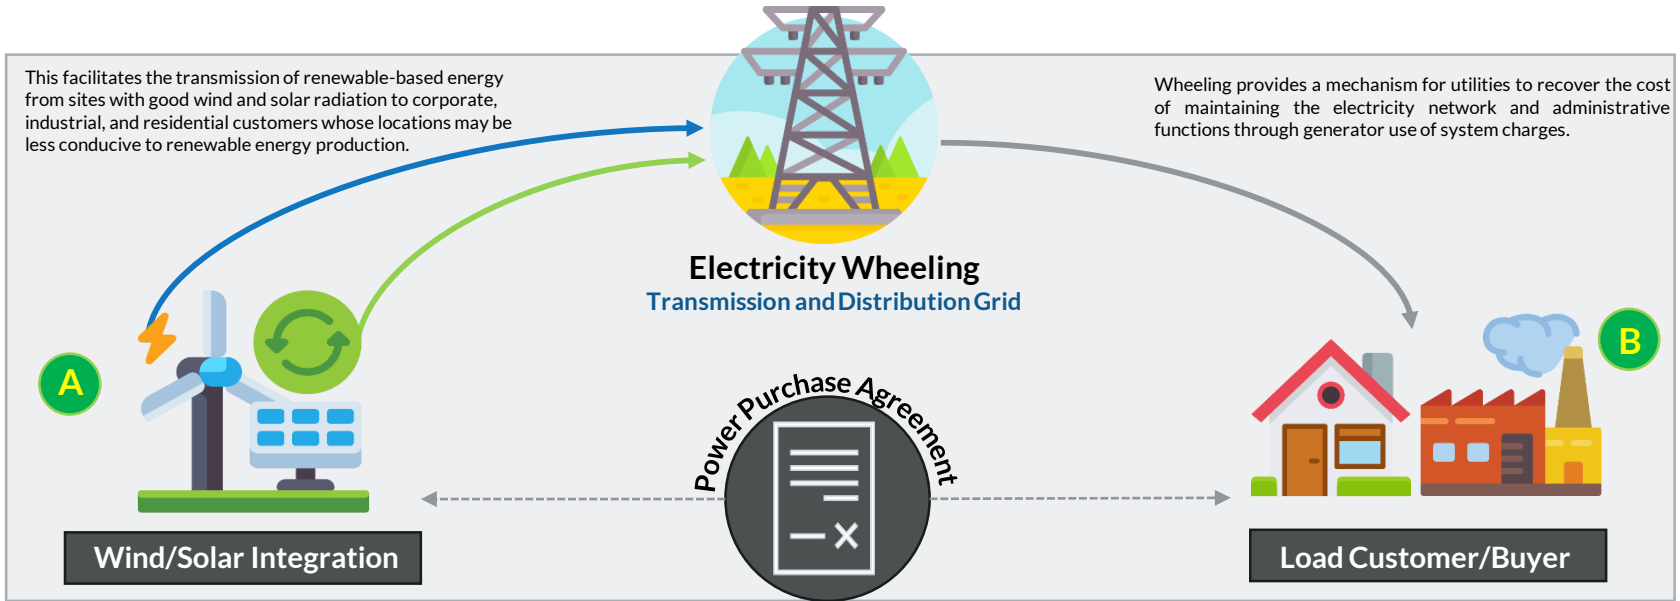 This facilitates the transmission of renewable-based energy
from sites with good wind and solar radiation to corporate,
industrial, and residential customers whose locations may be
less conducive to renewable energy production.
Wheeling provides a mechanism for utilities to recover the cost
of maintaining the electricity network and administrative
functions through generator use of system charges.
Electricity Wheeling
Transmission and Distribution Grid
A
B
Power Purchase Agreement
Wind/Solar Integration
Load Customer/Buyer